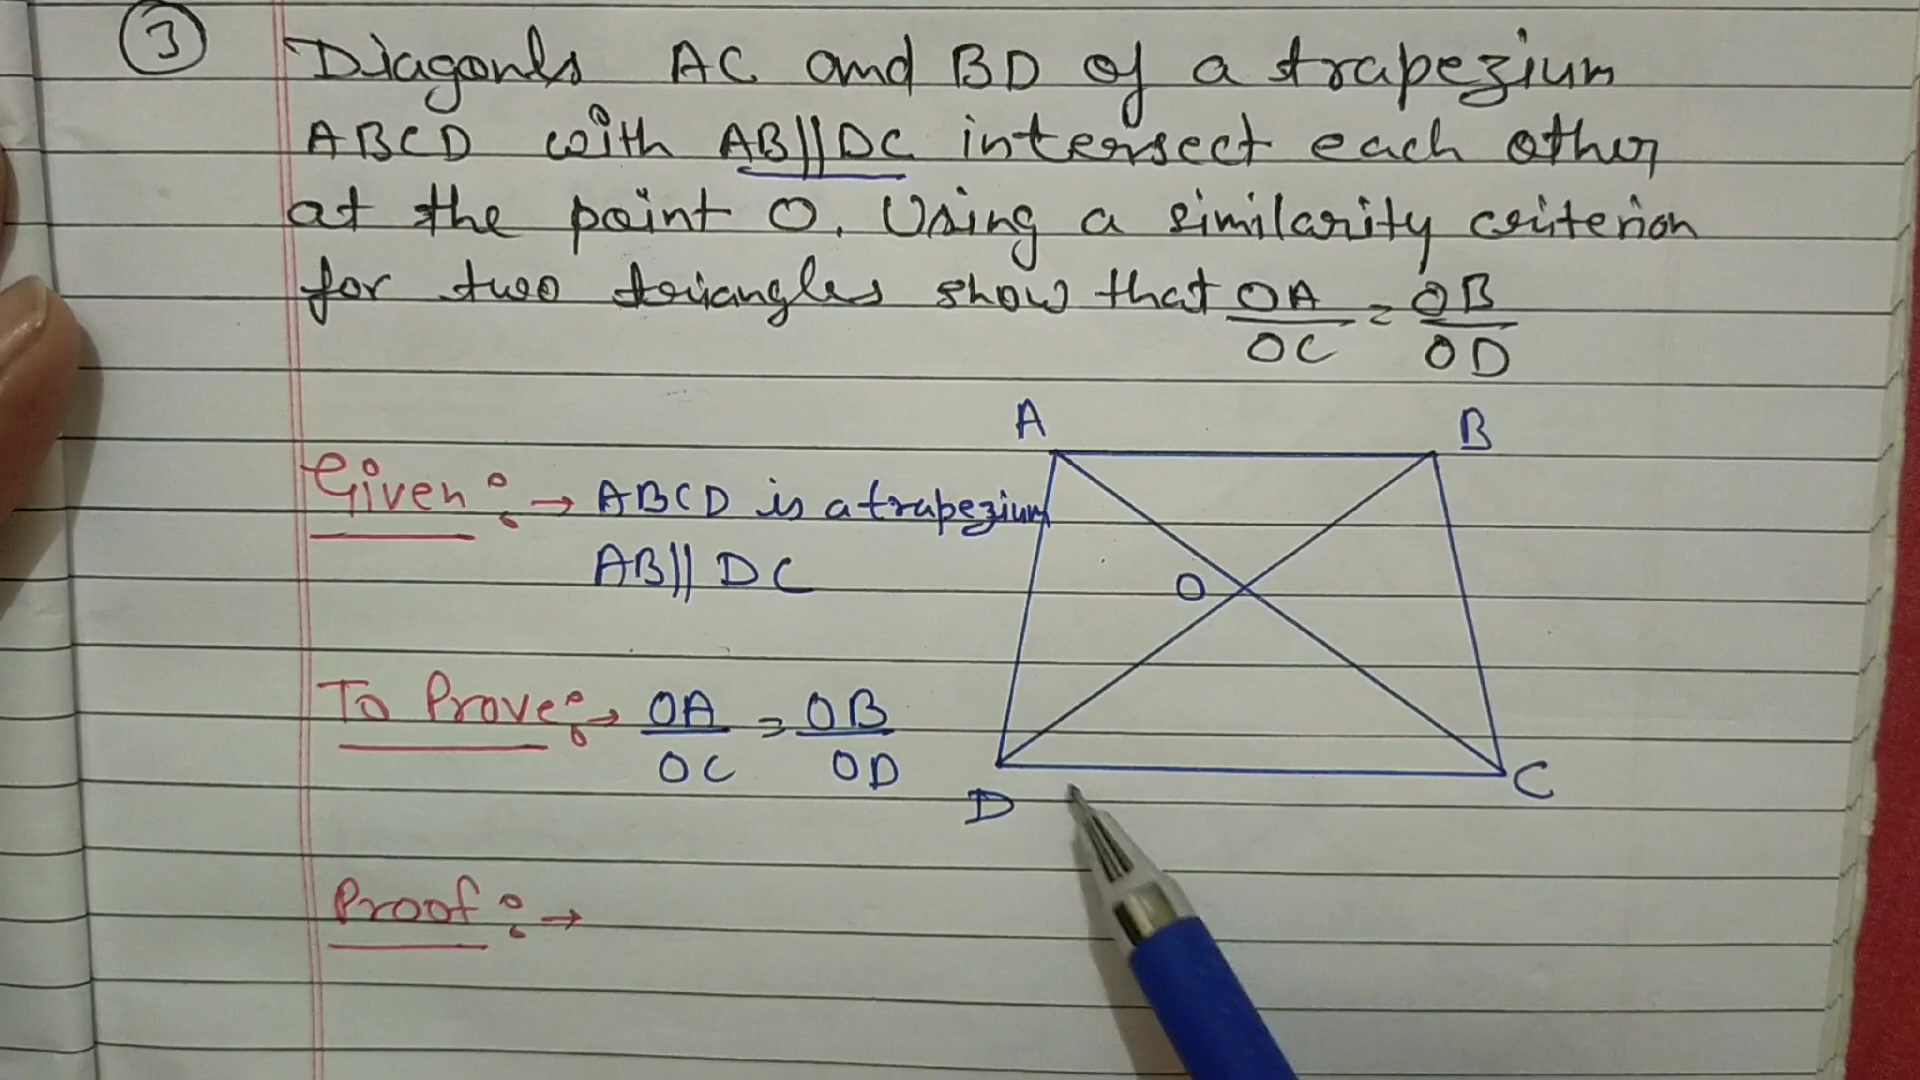 3 Diagonls AC and BD of a trapezium
ABCD with AB||DC intersect each other
at the point O. Using a similarity criterion
for two triangles show that OA/OC = OB/OD
A
B
Given :→ ABCD is a trapezium
AB||DC
O
To Prove :→ OA/OC = OB/OD
D
C
Proof :→